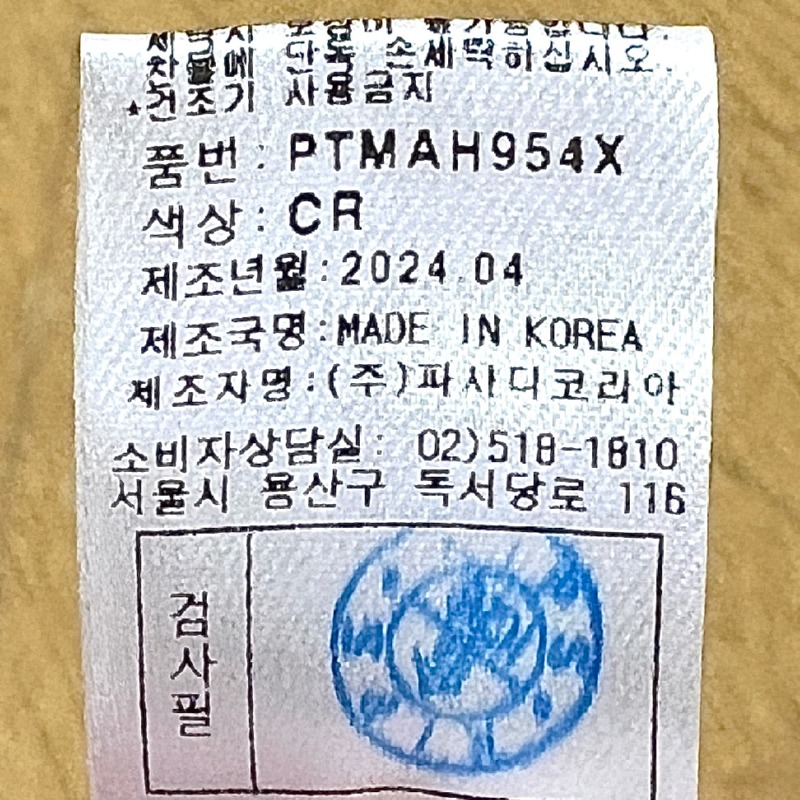 차물에 단독 손세탁하십시오.
*건조기 사용금지
품번: PTMAH954X
색상: CR
제조년월:2024.04
제조국명:MADE IN KOREA
제조자명:(주)파사디코리아
소비자상담실: 02)518-1810
서울시 용산구 독서당로 116
검사필